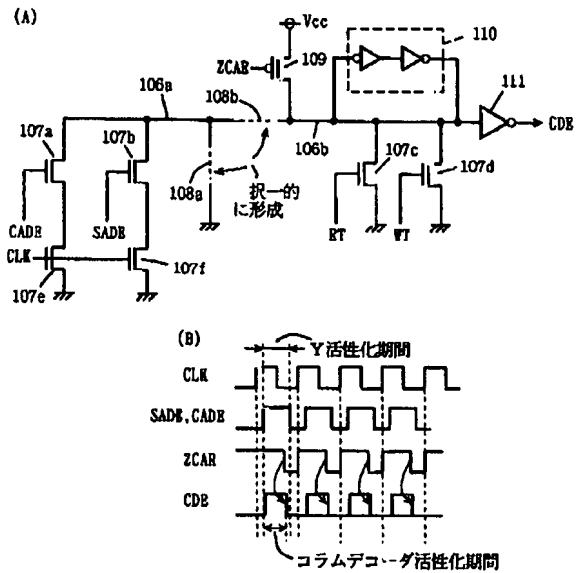 (A)
Vcc
110
ZCAR
109
111
106a
108b
107a
107b
106b
CDE
107c
107d
108a
択一的
に形成
CADE
SADE
RT
WT
CLK
107e
107f
(B)
Y活性化期間
CLK
SADE,CADE
ZCAR
CDE
コラムデコーダ活性化期間